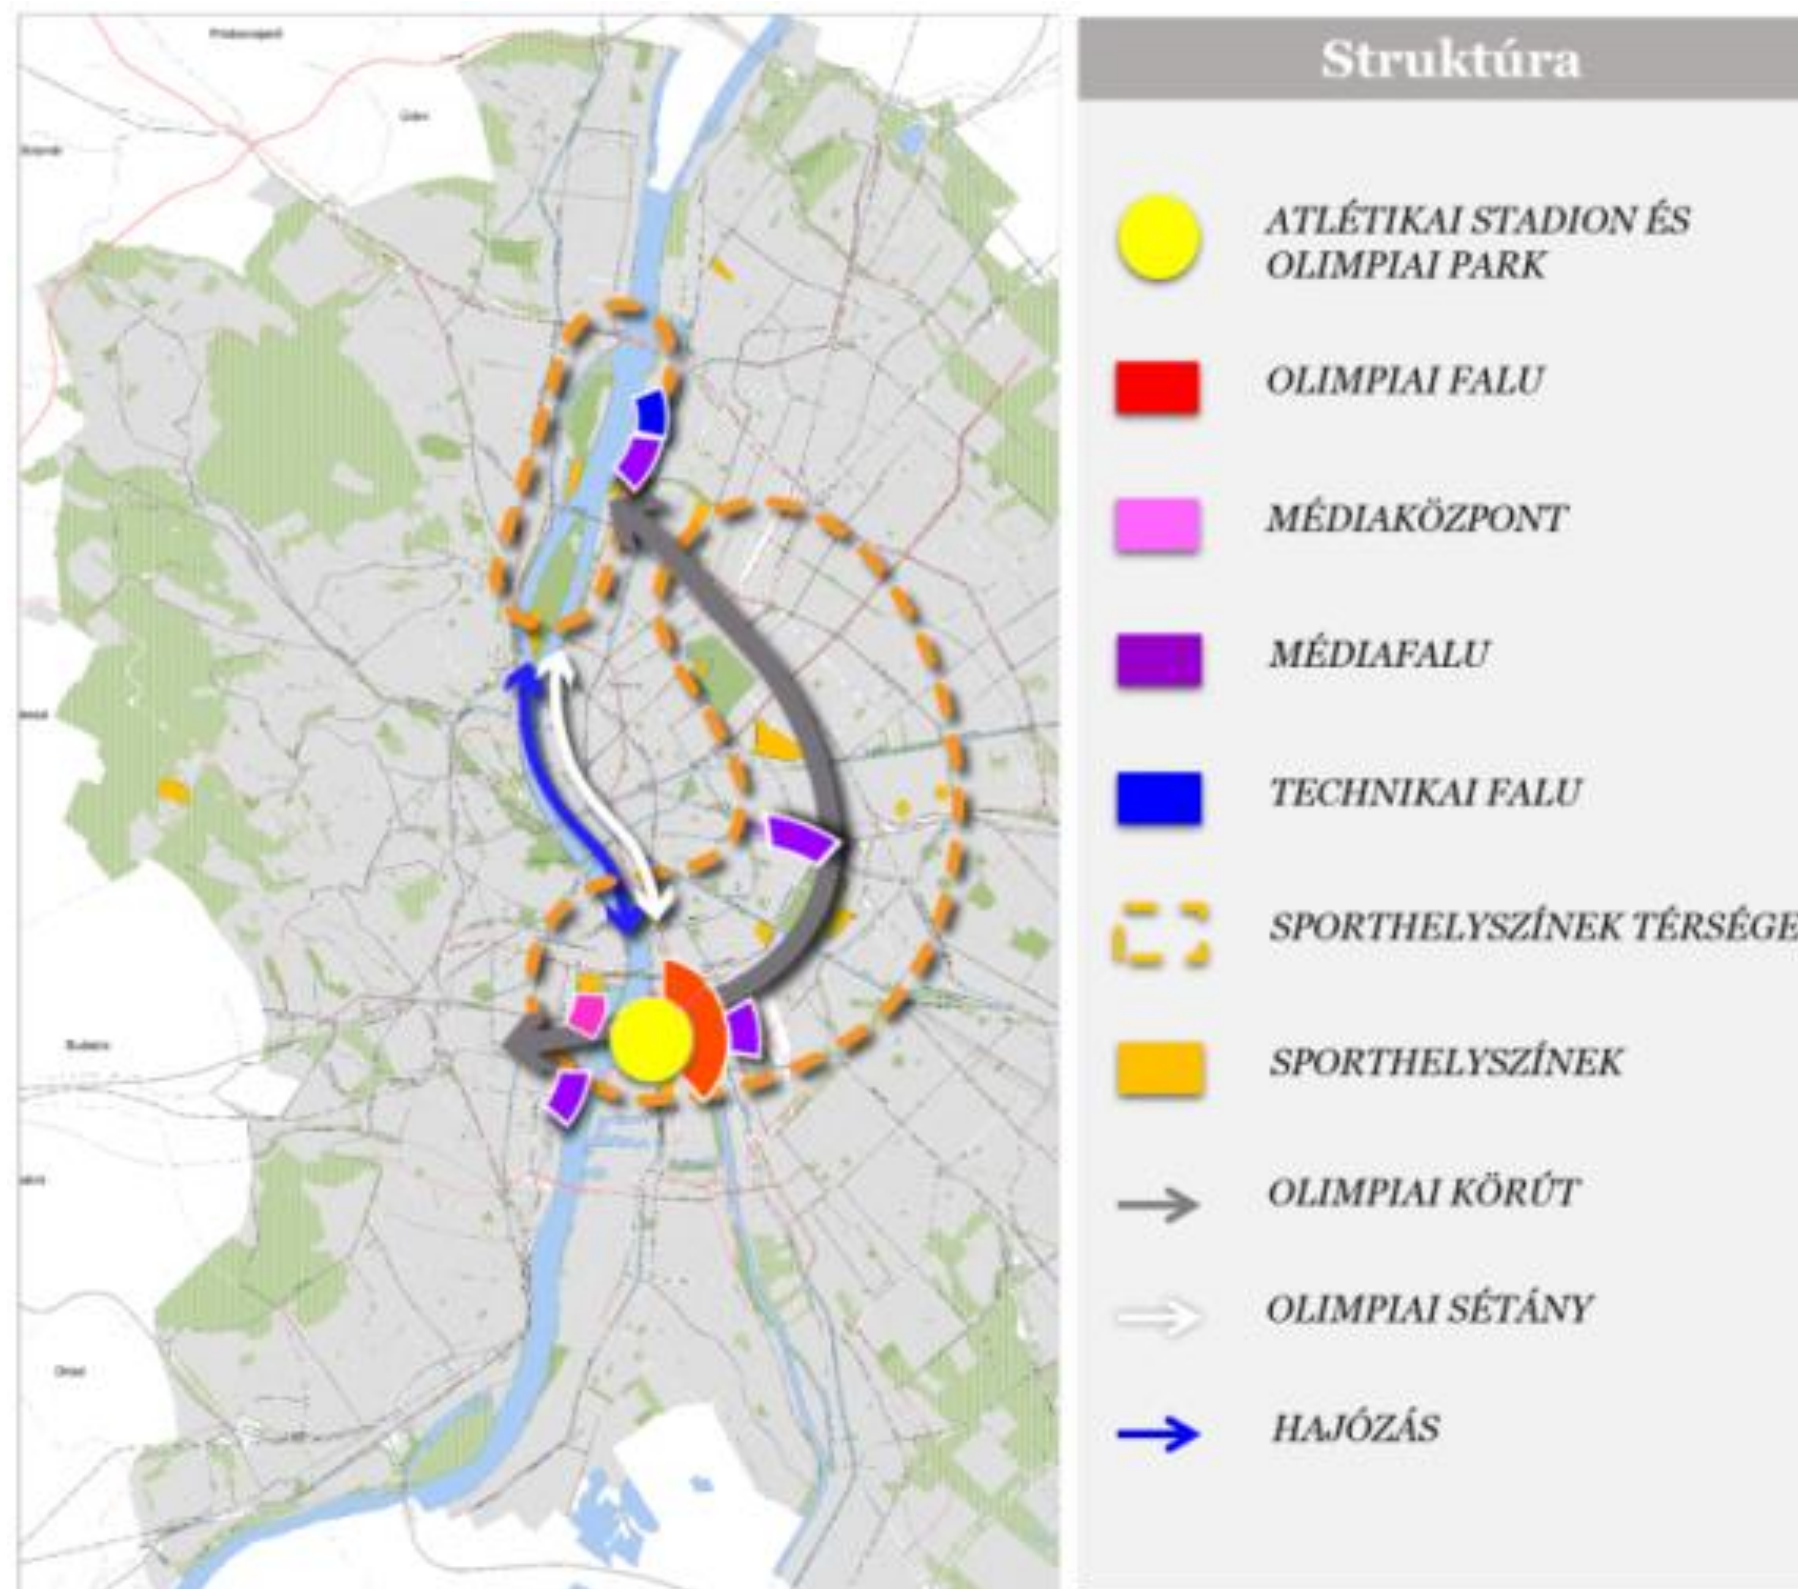 Struktúra
ATLÉTIKAI STADION ÉS
OLIMPIAI PARK
OLIMPIAI FALU
MÉDIAKÖZPONT
MÉDIAFALU
TECHNIKAI FALU
SPORTHELYSZÍNEK TÉRSÉGE
SPORTHELYSZÍNEK
OLIMPIAI KÖRÚT
OLIMPIAI SÉTÁNY
HAJÓZÁS